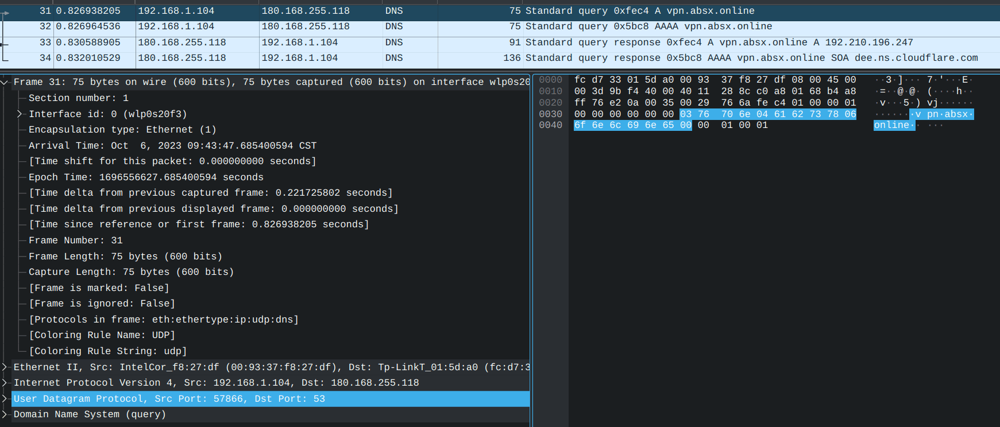 31 0.826938205 192.168.1.104 180.168.255.118 DNS 75 Standard query 0xfec4 A vpn.absx.online
32 0.826964536 192.168.1.104 180.168.255.118 DNS 75 Standard query 0x5bc8 AAAA vpn.absx.online
33 0.830588905 180.168.255.118 192.168.1.104 DNS 91 Standard query response 0xfec4 A vpn.absx.online A 192.210.196.247
34 0.832010529 180.168.255.118 192.168.1.104 DNS 136 Standard query response 0x5bc8 AAAA vpn.absx.online SOA dee.ns.cloudflare.com
Frame 31: 75 bytes on wire (600 bits), 75 bytes captured (600 bits) on interface wlp0s20
Section number: 1
Interface id: 0 (wlp0s20f3)
Encapsulation type: Ethernet (1)
Arrival Time: Oct  6, 2023 09:43:47.685400594 CST
[Time shift for this packet: 0.000000000 seconds]
Epoch Time: 1696556627.685400594 seconds
[Time delta from previous captured frame: 0.221725802 seconds]
[Time delta from previous displayed frame: 0.000000000 seconds]
[Time since reference or first frame: 0.826938205 seconds]
Frame Number: 31
Frame Length: 75 bytes (600 bits)
Capture Length: 75 bytes (600 bits)
[Frame is marked: False]
[Frame is ignored: False]
[Protocols in frame: eth:ethertype:ip:udp:dns]
[Coloring Rule Name: UDP]
[Coloring Rule String: udp]
Ethernet II, Src: IntelCor_f8:27:df (00:93:37:f8:27:df), Dst: Tp-LinkT_01:5d:a0 (fc:d7:3
Internet Protocol Version 4, Src: 192.168.1.104, Dst: 180.168.255.118
User Datagram Protocol, Src Port: 57866, Dst Port: 53
Domain Name System (query)
0000 fc d7 33 01 5d a0 00 93 37 f8 27 df 08 00 45 00 ··3·]··· 7·'···E·
0010 00 3d 9b f4 40 00 40 11 28 8c c0 a8 01 68 b4 a8 ·=··@·@· (····h··
0020 ff 76 e2 0a 00 35 00 29 76 6a fe c4 01 00 00 01 ·v···5·) vj······
0030 00 00 00 00 00 00 03 76 70 6e 04 61 62 73 78 06 ·······v pn·absx·
0040 6f 6e 6c 69 6e 65 00 00 01 00 01 online·· ···